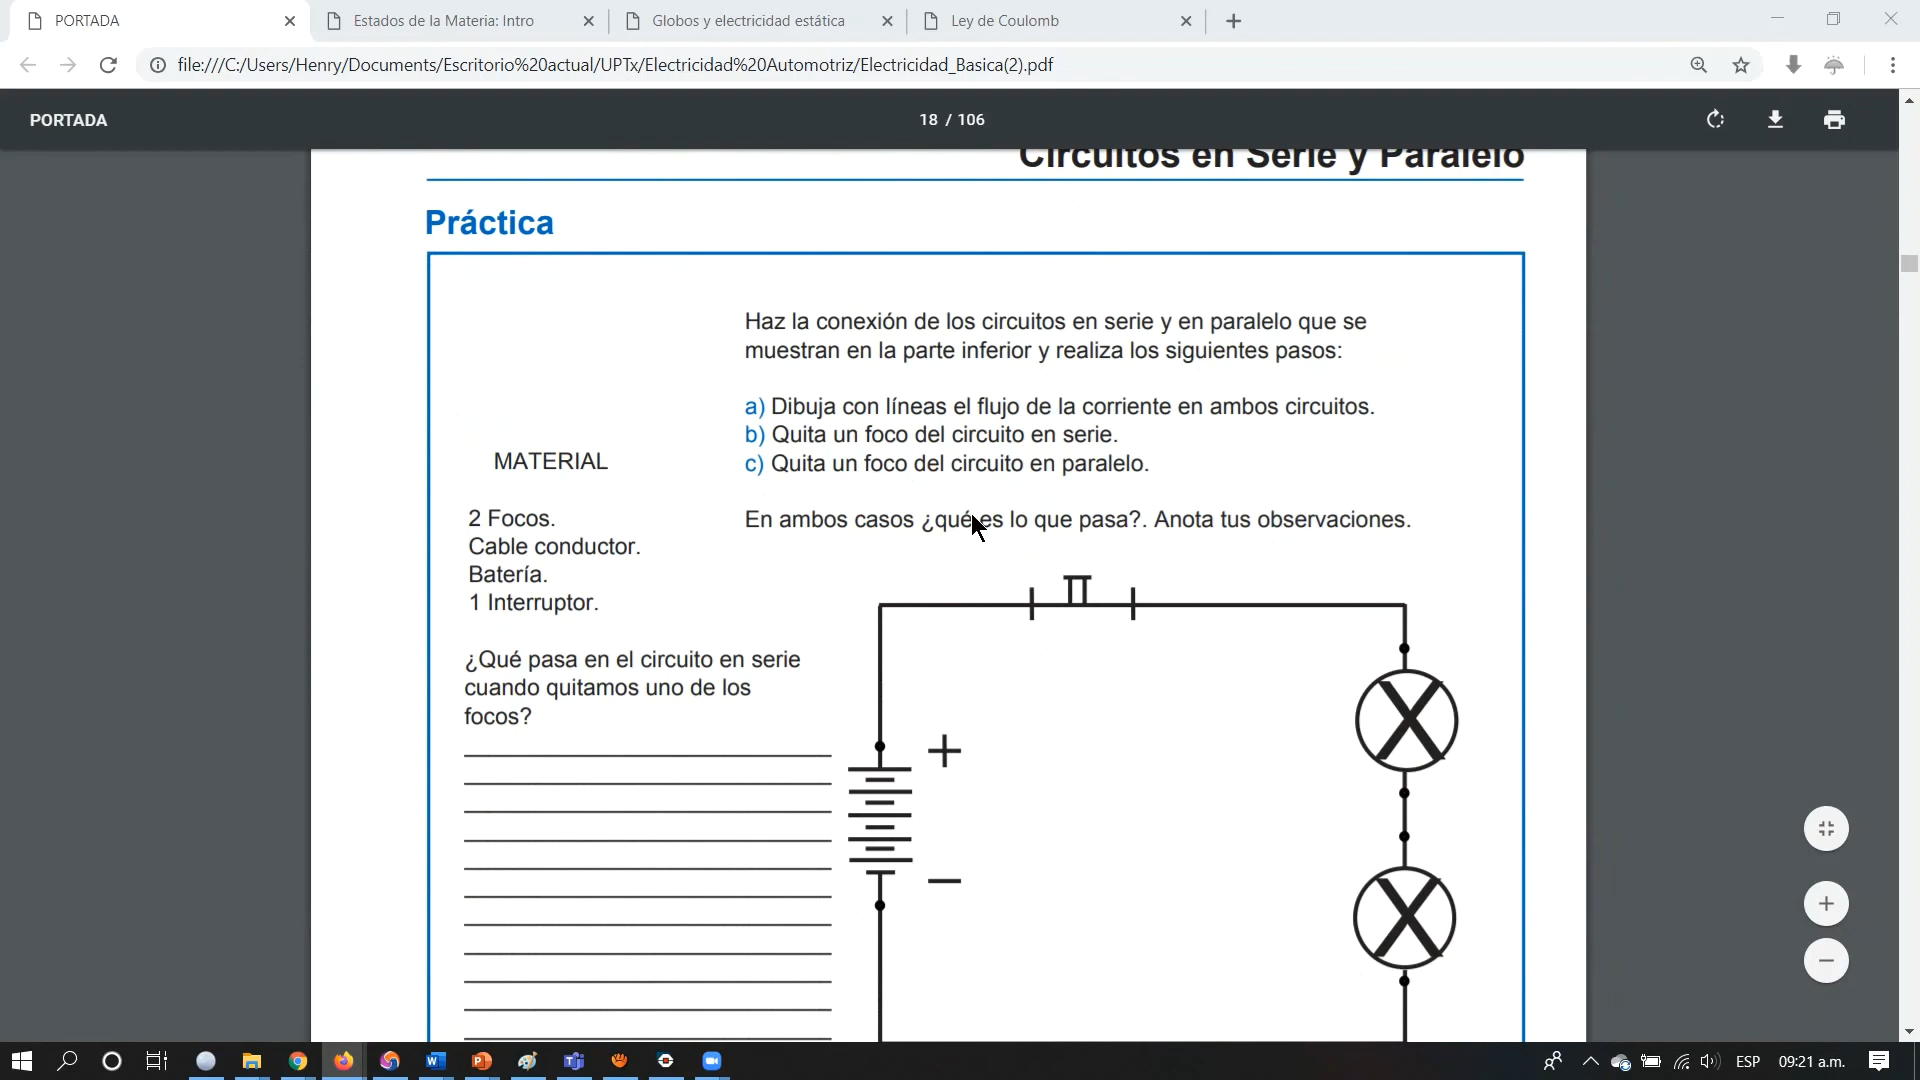 PORTADA
Estados de la Materia: Intro
Globos y electricidad estática
Ley de Coulomb
file:///C:/Users/Henry/Documents/Escritorio%20actual/UPTx/Electricidad%20Automotriz/Electricidad_Basica(2).pdf
PORTADA
18 / 106
Circuitos en Serie y Paralelo
Práctica
Haz la conexión de los circuitos en serie y en paralelo que se
muestran en la parte inferior y realiza los siguientes pasos:
a) Dibuja con líneas el flujo de la corriente en ambos circuitos.
b) Quita un foco del circuito en serie.
c) Quita un foco del circuito en paralelo.
MATERIAL
2 Focos.
Cable conductor.
Batería.
1 Interruptor.
En ambos casos ¿qué es lo que pasa?. Anota tus observaciones.
¿Qué pasa en el circuito en serie
cuando quitamos uno de los
focos?
+
−
ESP
09:21 a.m.